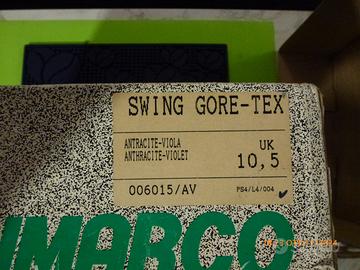 SWING GORE-TEX
ANTRACITE-VIOLA
ANTHRACITE-VIOLET
UK
10,5
006015/AV
PS4/L4/004